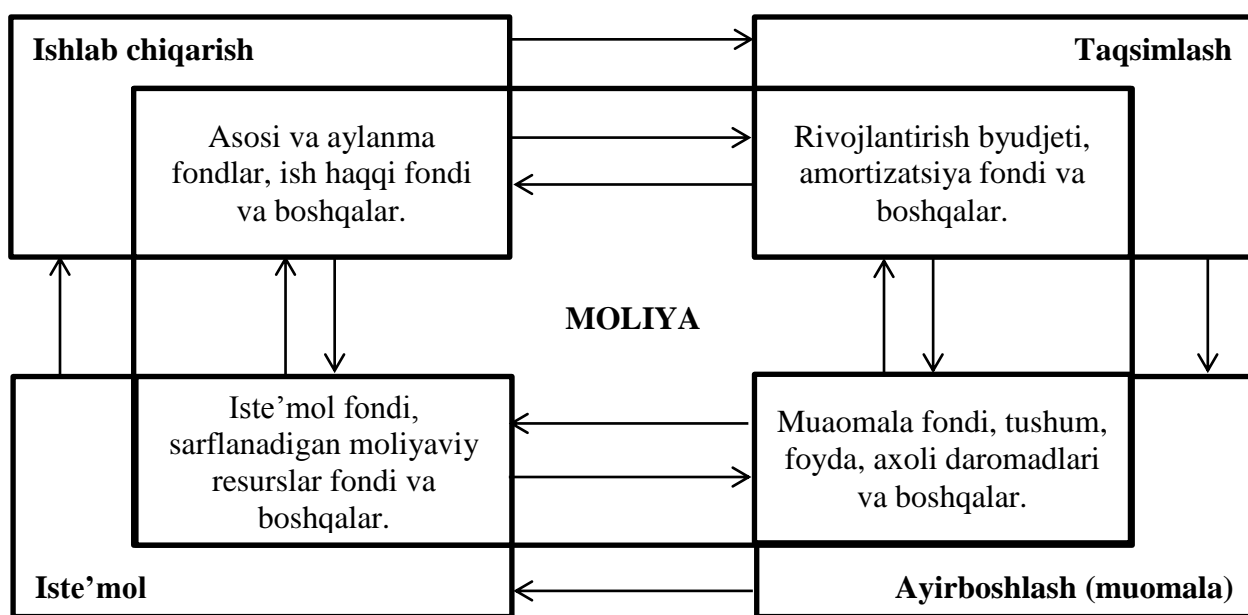 Ishlab chiqarish
Taqsimlash
Asosi va aylanma
fondlar, ish haqqi fondi
va boshqalar.
Rivojlantirish byudjeti,
amortizatsiya fondi va
boshqalar.
MOLIYA
Iste’mol fondi,
sarflanadigan moliyaviy
resurslar fondi va
boshqalar.
Muaomala fondi, tushum,
foyda, axoli daromadlari
va boshqalar.
Iste’mol
Ayirboshlash (muomala)